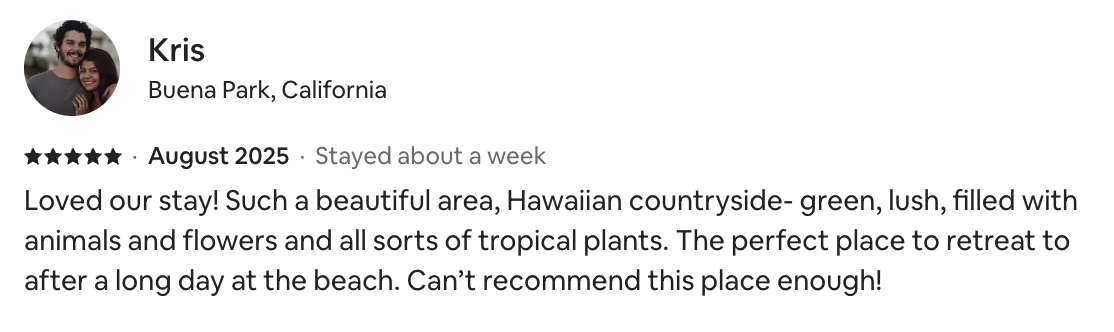 Kris
Buena Park, California
★★★★★ · August 2025 · Stayed about a week
Loved our stay! Such a beautiful area, Hawaiian countryside- green, lush, filled with
animals and flowers and all sorts of tropical plants. The perfect place to retreat to
after a long day at the beach. Can’t recommend this place enough!